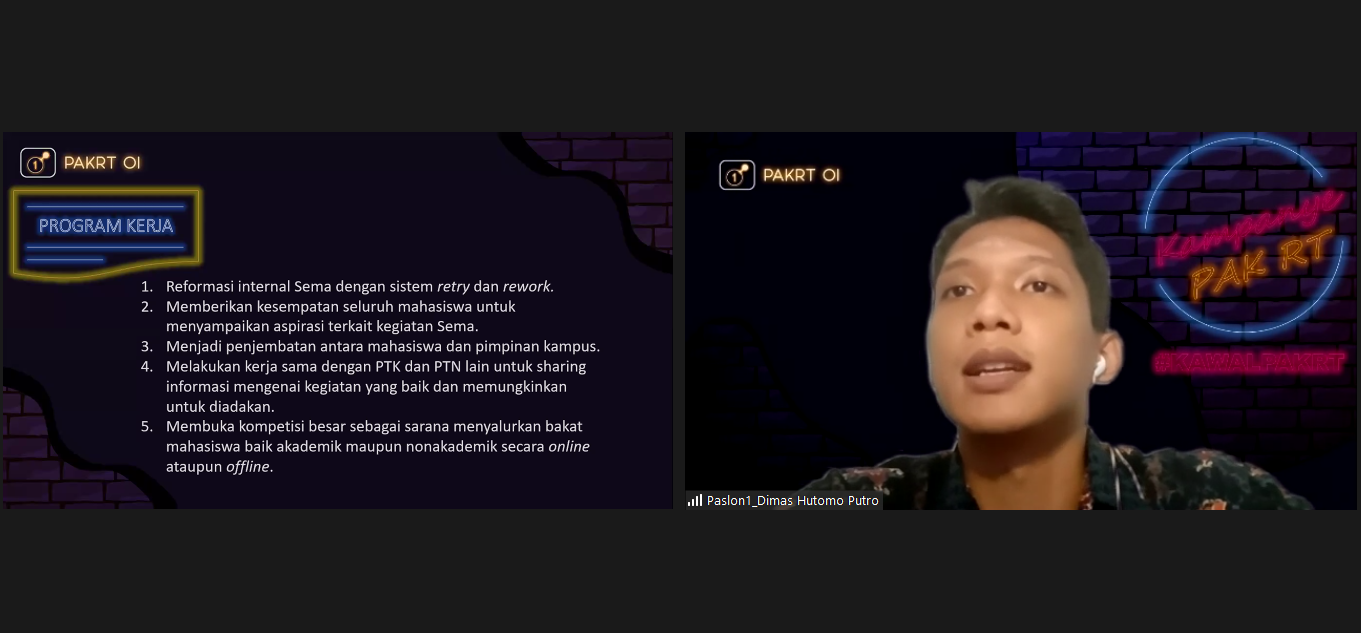 PAKRT 01
PROGRAM KERJA
1. Reformasi internal Sema dengan sistem retry dan rework.
2. Memberikan kesempatan seluruh mahasiswa untuk
menyampaikan aspirasi terkait kegiatan Sema.
3. Menjadi penjembatan antara mahasiswa dan pimpinan kampus.
4. Melakukan kerja sama dengan PTK dan PTN lain untuk sharing
informasi mengenai kegiatan yang baik dan memungkinkan
untuk diadakan.
5. Membuka kompetisi besar sebagai sarana menyalurkan bakat
mahasiswa baik akademik maupun nonakademik secara online
ataupun offline.
1
PAKRT 01
1
Kampanye
PAK RT
#KAWALPAKRT
Paslon1_Dimas Hutomo Putro